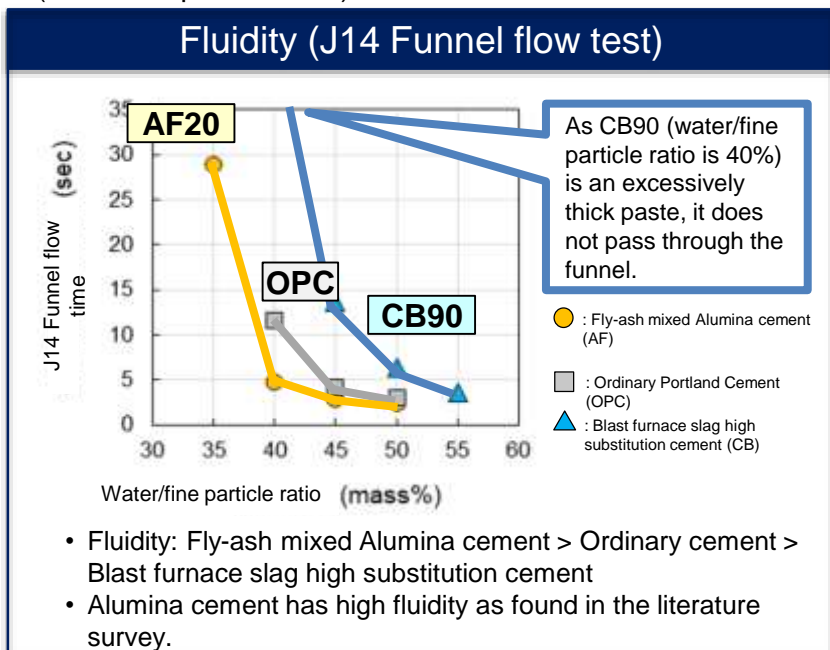 Fluidity (J14 Funnel flow test)
35
AF20
30
25
20
15
10
5
0
OPC
CB90
J14 Funnel flow
time
(sec)
30 35 40 45 50 55 60
Water/fine particle ratio (mass%)
As CB90 (water/fine
particle ratio is 40%)
is an excessively
thick paste, it does
not pass through the
funnel.
: Fly-ash mixed Alumina cement
(AF)
: Ordinary Portland Cement
(OPC)
: Blast furnace slag high
substitution cement (CB)
• Fluidity: Fly-ash mixed Alumina cement > Ordinary cement >
Blast furnace slag high substitution cement
• Alumina cement has high fluidity as found in the literature
survey.